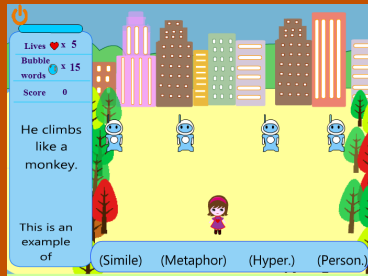 Lives x 5
Bubble
words x 15
Score 0
He climbs
like a
monkey.
This is an
example
of
(Simile) (Metaphor) (Hyper.) (Person.)